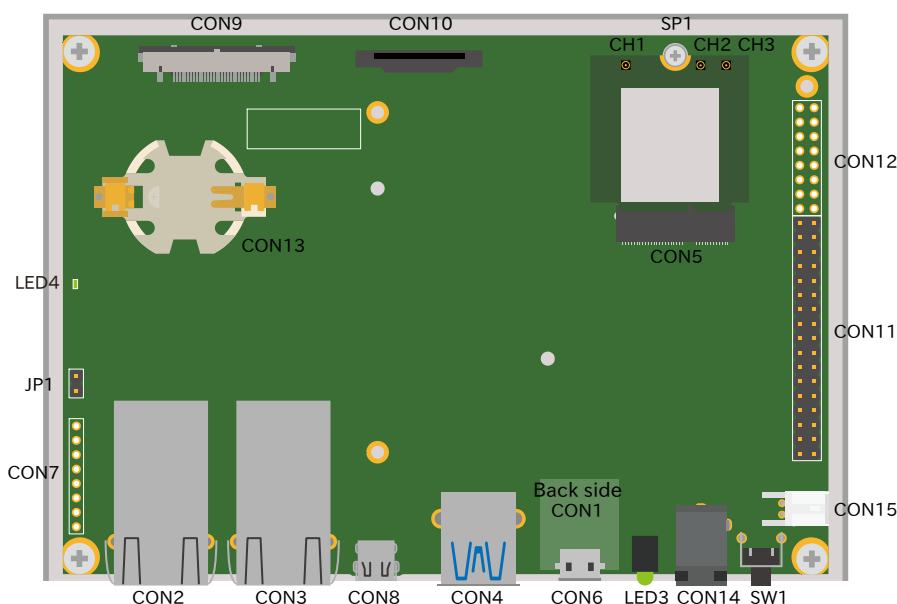 CON9
CON10
SP1
CH1
CH2
CH3
CON12
CON13
CON5
LED4
CON11
JP1
CON7
Back side
CON1
CON15
CON2
CON3
CON8
CON4
CON6
LED3
CON14
SW1